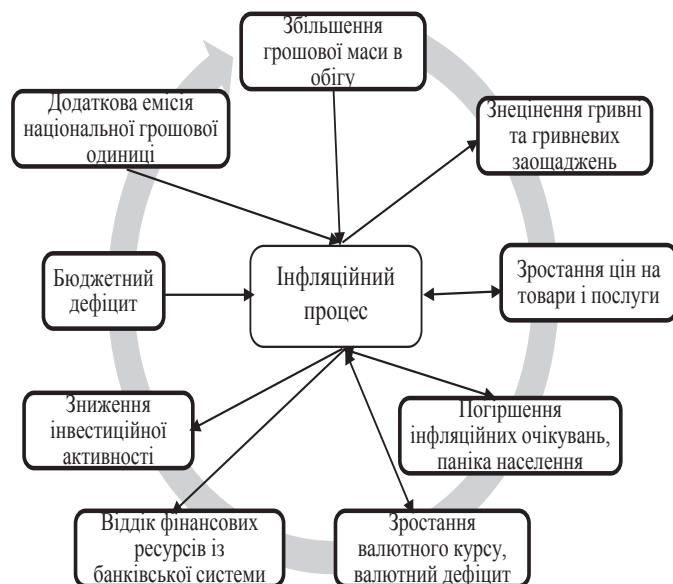 Збільшення
грошової маси в
обігу
Додаткова емісія
національної грошової
одиниці
Знецінення гривні
та гривневих
заощаджень
Бюджетний
дефіцит
Інфляційний
процес
Зростання цін на
товари і послуги
Зниження
інвестиційної
активності
Погіршення
інфляційних очікувань,
паніка населення
Віддік фінансових
ресурсів із
банківської системи
Зростання
валютного курсу,
валютний дефіцит